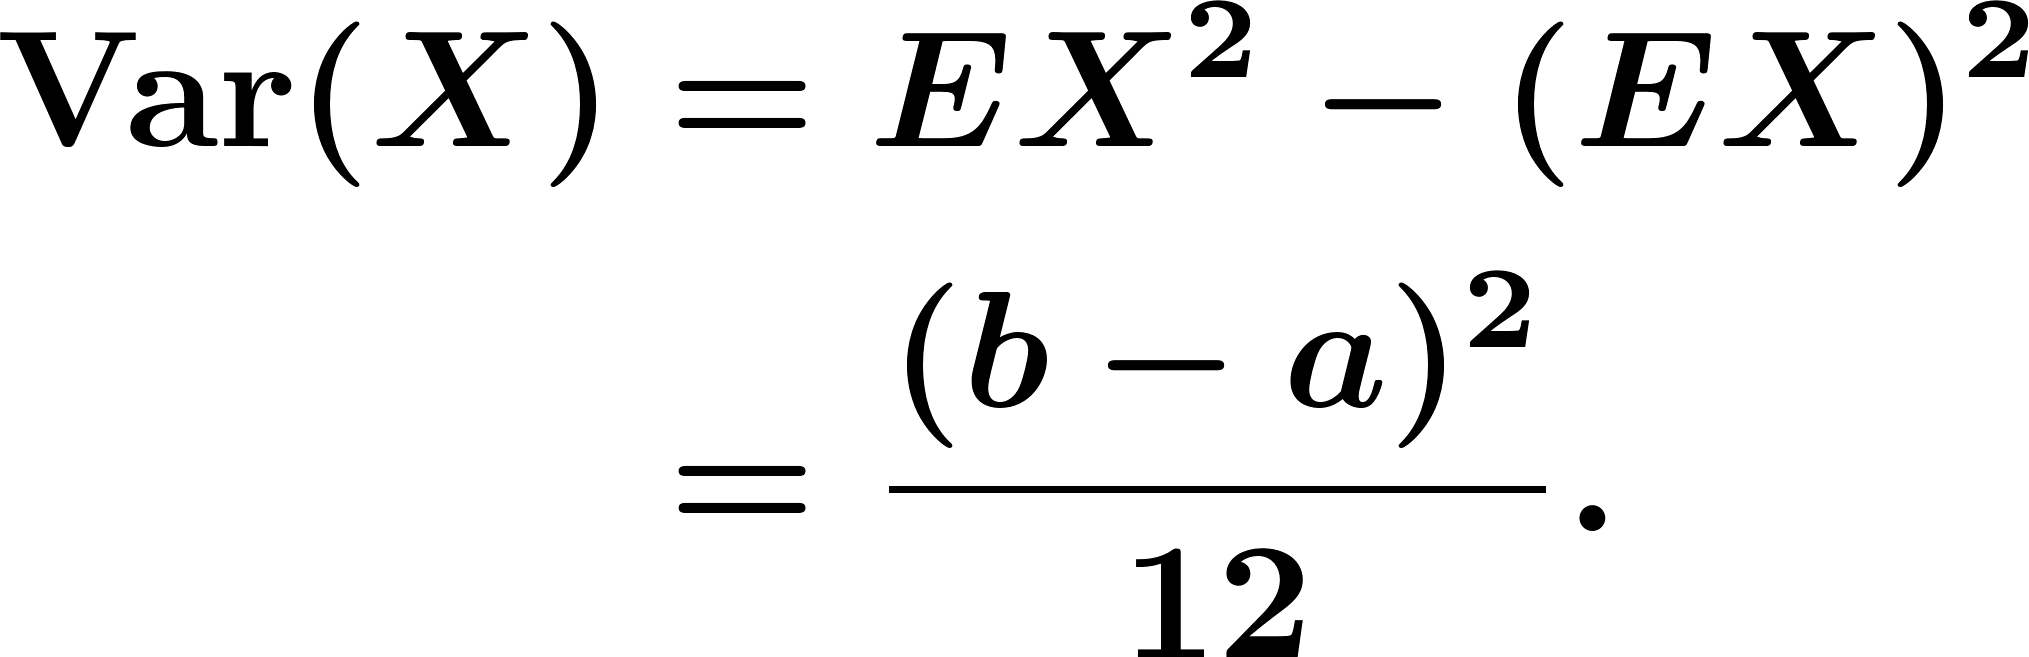 Var(X) = EX² − (EX)²
= (b − a)² / 12 .